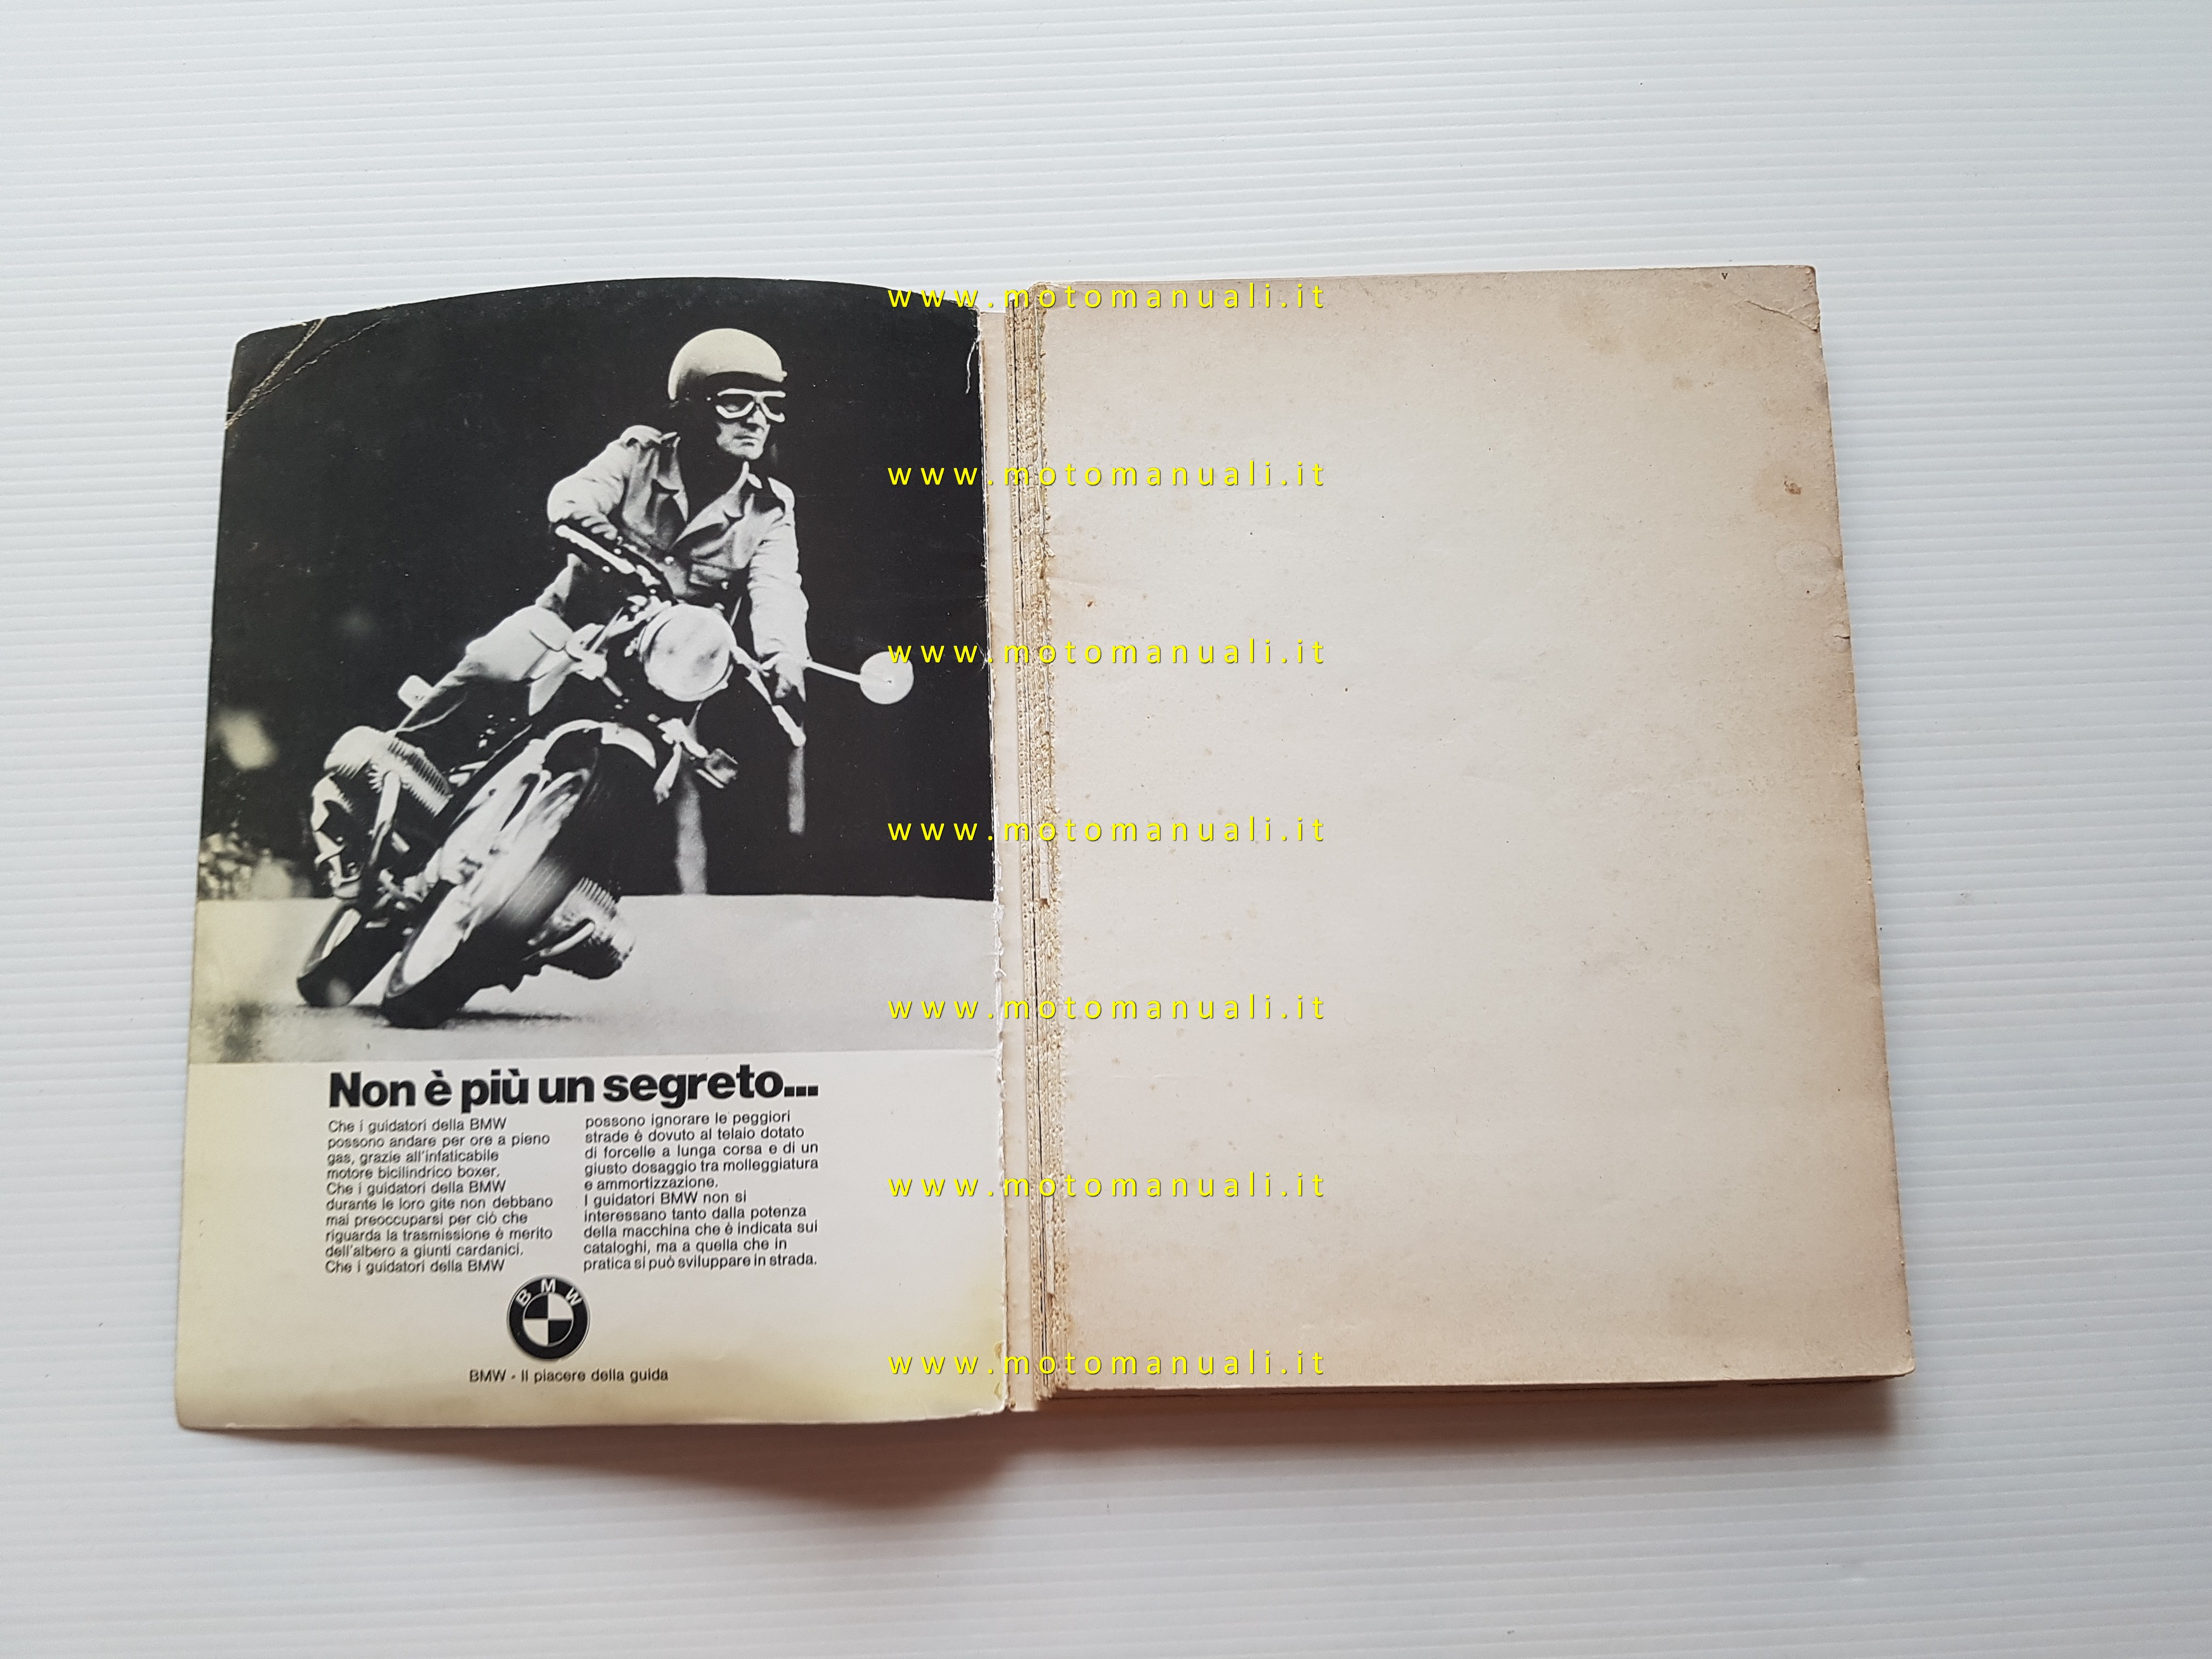 Non è più un segreto...
Che i guidatori della BMW
possono andare per ore a pieno
gas, grazie all'infaticabile
motore bicilindrico boxer.
Che i guidatori della BMW
durante le loro gite non debbano
mai preoccuparsi per ciò che
riguarda la trasmissione é merito
dell'albero a giunti cardanici.
Che i guidatori della BMW
possono ignorare le peggiori
strade é dovuto al telaio dotato
di forcelle a lunga corsa e di un
giusto dosaggio tra molleggiatura
e ammortizzazione.
I guidatori BMW non si
interessano tanto dalla potenza
della macchina che é indicata sui
cataloghi, ma a quella che in
pratica si può sviluppare in strada.
BMW
BMW - Il piacere della guida
www.motomanuali.it
www.motomanuali.it
www.motomanuali.it
www.motomanuali.it
www.motomanuali.it
www.motomanuali.it
www.motomanuali.it